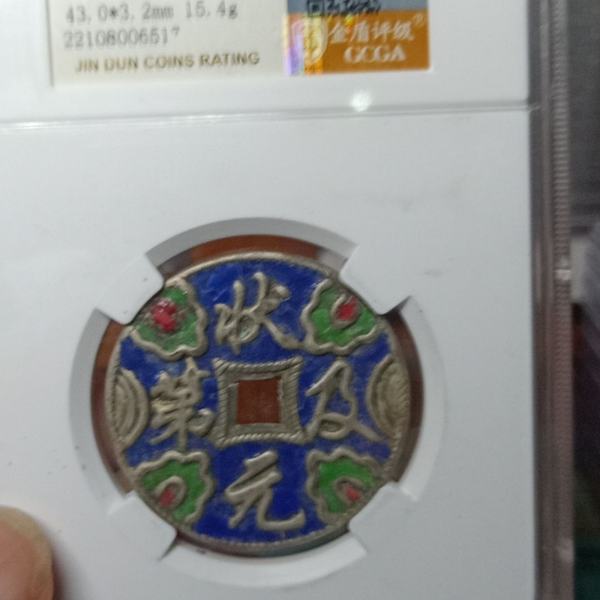 43.0*3.2mm 15.4g
22108006517
JIN DUN COINS RATING
金盾评级
GCGA
状
元
及
第